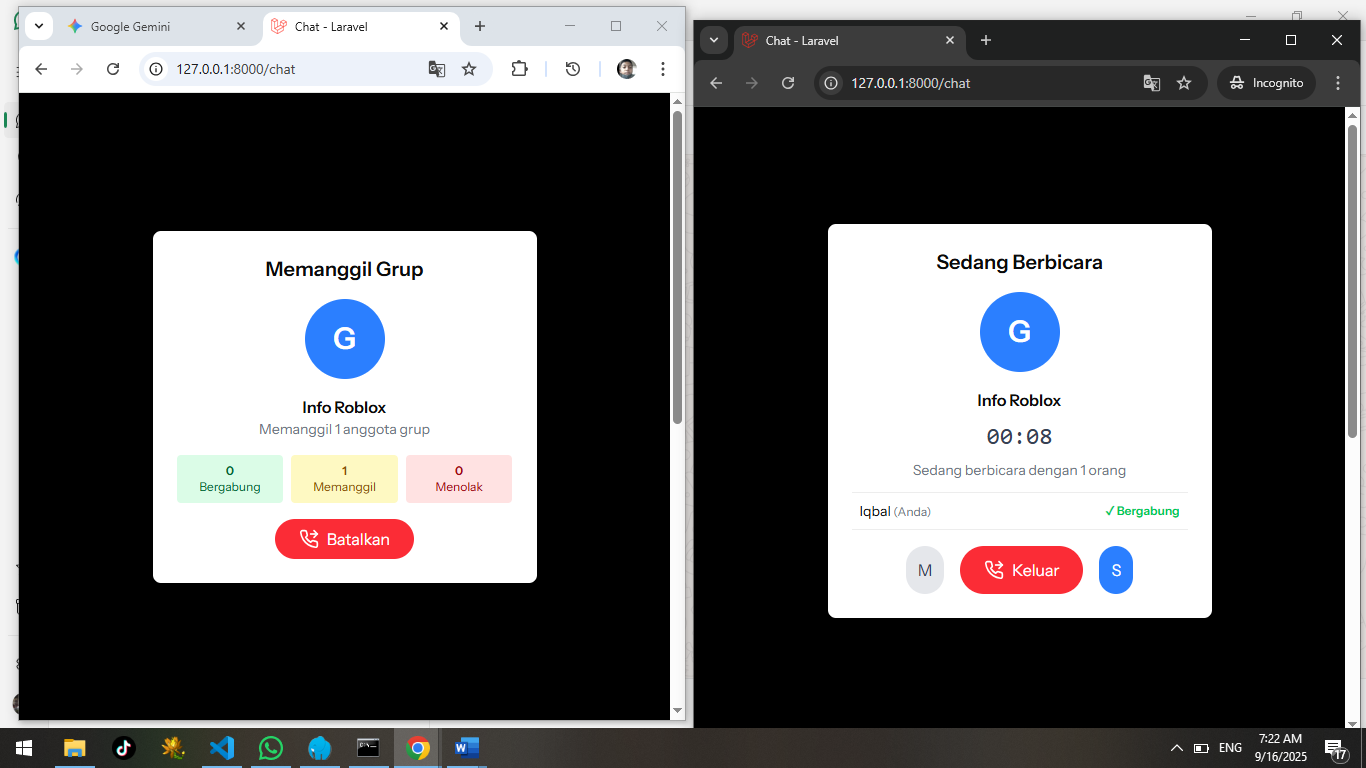 Google Gemini
Chat - Laravel
127.0.0.1:8000/chat
Memanggil Grup
G
Info Roblox
Memanggil 1 anggota grup
0
Bergabung
1
Memanggil
0
Menolak
Batalkan
Chat - Laravel
127.0.0.1:8000/chat
Incognito
Sedang Berbicara
G
Info Roblox
00:08
Sedang berbicara dengan 1 orang
Iqbal (Anda)
✓ Bergabung
M
Keluar
S
ENG
7:22 AM
9/16/2025
17